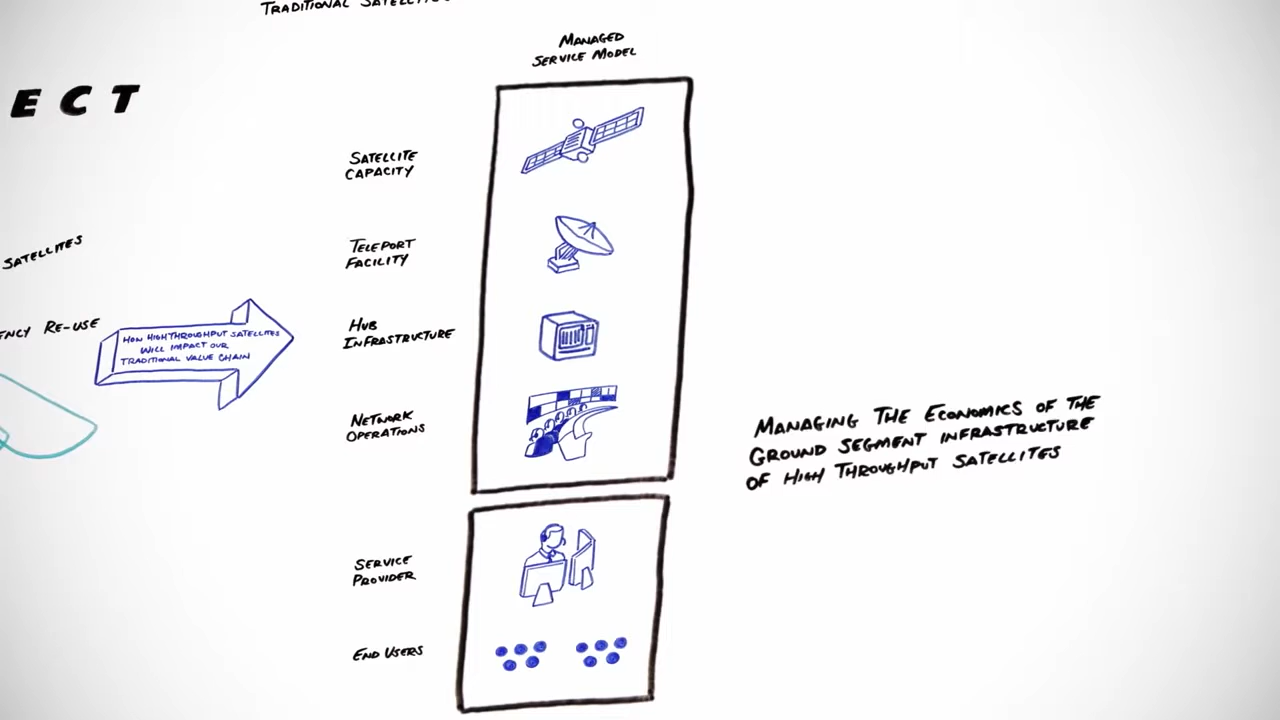 TRADITIONAL
MANAGED
SERVICE MODEL
ECT
SATELLITE
CAPACITY
SATELLITES
TELEPORT
FACILITY
RE-USE
HOW HIGH THROUGHPUT SATELLITES
WILL IMPACT OUR
TRADITIONAL VALUE CHAIN
HUB
INFRASTRUCTURE
NETWORK
OPERATIONS
MANAGING THE ECONOMICS OF THE
GROUND SEGMENT INFRASTRUCTURE
OF HIGH THROUGHPUT SATELLITES
SERVICE
PROVIDER
END USERS